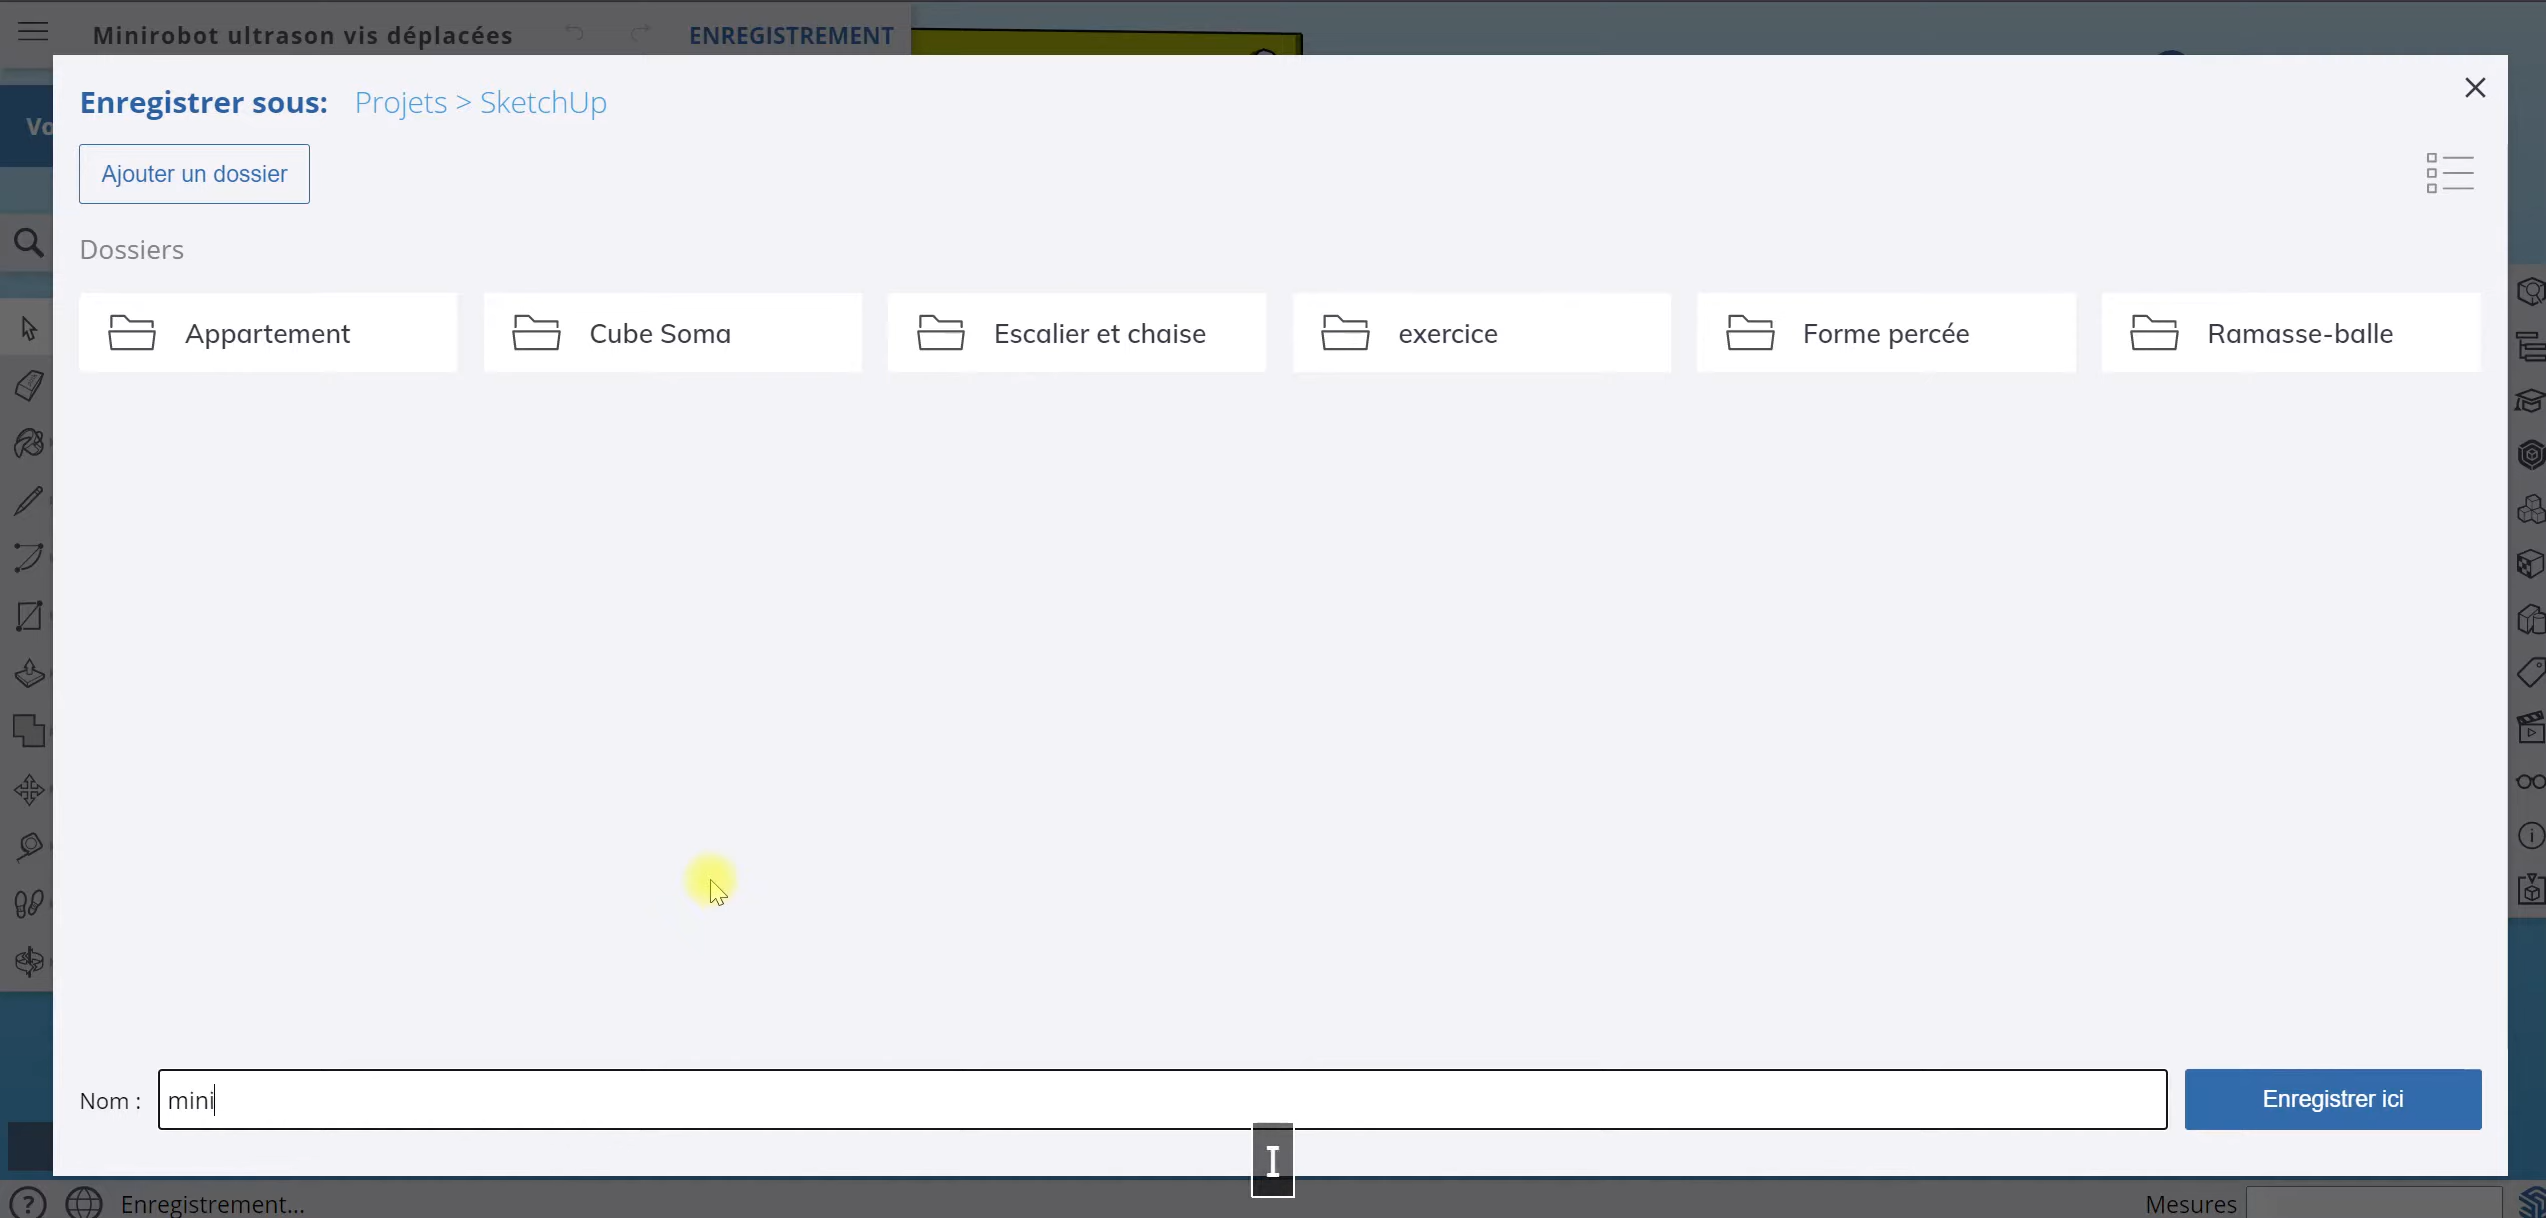 Minirobot ultrason vis déplacées ENREGISTREMENT
Enregistrer sous: Projets > SketchUp
Ajouter un dossier
Dossiers
Appartement Cube Soma Escalier et chaise exercice Forme percée Ramasse-balle
Nom : mini Enregistrer ici
I
Enregistrement... Mesures